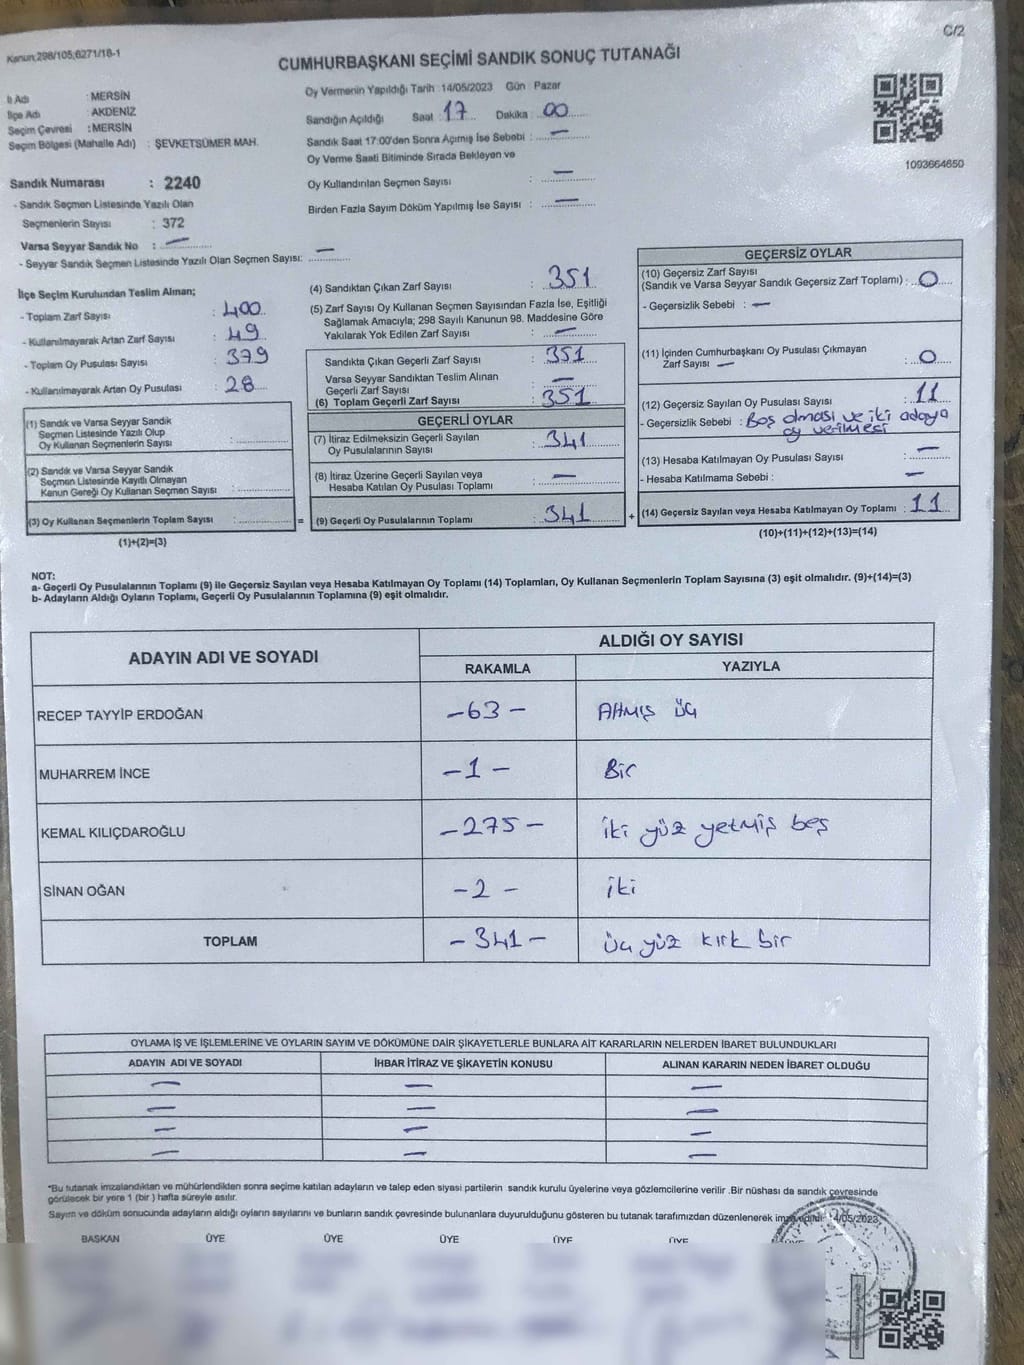 Kanun;298/105;6271/18-1
C/2
CUMHURBAŞKANI SEÇİMİ SANDIK SONUÇ TUTANAĞI
İl Adı : MERSİN
İlçe Adı : AKDENİZ
Seçim Çevresi : MERSİN
Seçim Bölgesi (Mahalle Adı) : ŞEVKETSÜMER MAH.
Oy Vermenin Yapıldığı Tarih : 14/05/2023 Gün : Pazar
Sandığın Açıldığı Saat : 17 Dakika : 00
Sandık Saat 17:00'den Sonra Açımış İse Sebebi : —
Oy Verme Saati Bitiminde Sırada Bekleyen ve
Oy Kullandırılan Seçmen Sayısı : —
Birden Fazla Sayım Döküm Yapılmış İse Sayısı : —
1093664650
Sandık Numarası : 2240
- Sandık Seçmen Listesinde Yazılı Olan
Seçmenlerin Sayısı : 372
Varsa Seyyar Sandık No : —
- Seyyar Sandık Seçmen Listesinde Yazılı Olan Seçmen Sayısı: —
İlçe Seçim Kurulundan Teslim Alınan;
- Toplam Zarf Sayısı : 400
- Kullanılmayarak Artan Zarf Sayısı : 49
- Toplam Oy Pusulası Sayısı : 379
- Kullanılmayarak Artan Oy Pusulası : 28
(1) Sandık ve Varsa Seyyar Sandık
Seçmen Listesinde Yazılı Olup
Oy Kullanan Seçmenlerin Sayısı :
(2) Sandık ve Varsa Seyyar Sandık
Seçmen Listesinde Kayıtlı Olmayan
Kanun Gereği Oy Kullanan Seçmen Sayısı :
(3) Oy Kullanan Seçmenlerin Toplam Sayısı : =
(1)+(2)=(3)
(4) Sandıktan Çıkan Zarf Sayısı : 351
(5) Zarf Sayısı Oy Kullanan Seçmen Sayısından Fazla İse, Eşitliği
Sağlamak Amacıyla; 298 Sayılı Kanunun 98. Maddesine Göre
Yakılarak Yok Edilen Zarf Sayısı : —
Sandıkta Çıkan Geçerli Zarf Sayısı : 351
Varsa Seyyar Sandıktan Teslim Alınan
Geçerli Zarf Sayısı : —
(6) Toplam Geçerli Zarf Sayısı : 351
GEÇERLİ OYLAR
(7) İtiraz Edilmeksizin Geçerli Sayılan
Oy Pusulalarının Sayısı : 341
(8) İtiraz Üzerine Geçerli Sayılan veya
Hesaba Katılan Oy Pusulası Toplamı : —
(9) Geçerli Oy Pusulalarının Toplamı : 341 +
GEÇERSİZ OYLAR
(10) Geçersiz Zarf Sayısı
(Sandık ve Varsa Seyyar Sandık Geçersiz Zarf Toplamı) : 0
- Geçersizlik Sebebi : —
(11) İçinden Cumhurbaşkanı Oy Pusulası Çıkmayan
Zarf Sayısı — : 0
(12) Geçersiz Sayılan Oy Pusulası Sayısı : 11
- Geçersizlik Sebebi : Boş olması ve iki adaya
oy verilmesi
(13) Hesaba Katılmayan Oy Pusulası Sayısı : —
- Hesaba Katılmama Sebebi : —
(14) Geçersiz Sayılan veya Hesaba Katılmayan Oy Toplamı : 11
(10)+(11)+(12)+(13)=(14)
NOT:
a- Geçerli Oy Pusulalarının Toplamı (9) ile Geçersiz Sayılan veya Hesaba Katılmayan Oy Toplamı (14) Toplamları, Oy Kullanan Seçmenlerin Toplam Sayısına (3) eşit olmalıdır. (9)+(14)=(3)
b- Adayların Aldığı Oyların Toplamı, Geçerli Oy Pusulalarının Toplamına (9) eşit olmalıdır.
ADAYIN ADI VE SOYADI ALDIĞI OY SAYISI
RAKAMLA YAZIYLA
RECEP TAYYİP ERDOĞAN -63- Altmış üç
MUHARREM İNCE -1- Bir
KEMAL KILIÇDAROĞLU -275- iki yüz yetmiş beş
SİNAN OĞAN -2- iki
TOPLAM -341- üç yüz kırk bir
OYLAMA İŞ VE İŞLEMLERİNE VE OYLARIN SAYIM VE DÖKÜMÜNE DAİR ŞİKAYETLERLE BUNLARA AİT KARARLARIN NELERDEN İBARET BULUNDUKLARI
ADAYIN ADI VE SOYADI İHBAR İTİRAZ VE ŞİKAYETİN KONUSU ALINAN KARARIN NEDEN İBARET OLDUĞU
— — —
— — —
— — —
— — —
*Bu tutanak imzalandıktan ve mühürlendikten sonra seçime katılan adayların ve talep eden siyasi partilerin sandık kurulu üyelerine veya gözlemcilerine verilir .Bir nüshası da sandık çevresinde
görülecek bir yere 1 (bir ) hafta süreyle asılır.
Sayım ve döküm sonucunda adayların aldığı oyların sayılarını ve bunların sandık çevresinde bulunanlara duyurulduğunu gösteren bu tutanak tarafımızdan düzenlenerek imza edildi. 14/05/2023
BAŞKAN ÜYE ÜYE ÜYE ÜYE ÜYE ÜYE